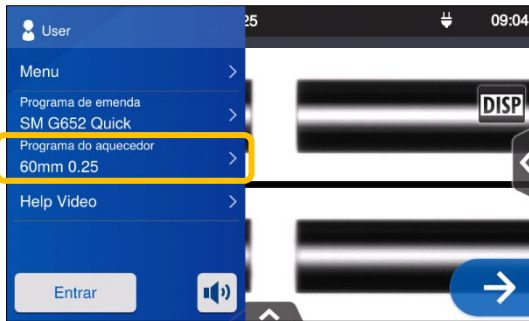 User
25
09:04
Menu
Programa de emenda
SM G652 Quick
Programa do aquecedor
60mm 0.25
Help Video
Entrar
DISP